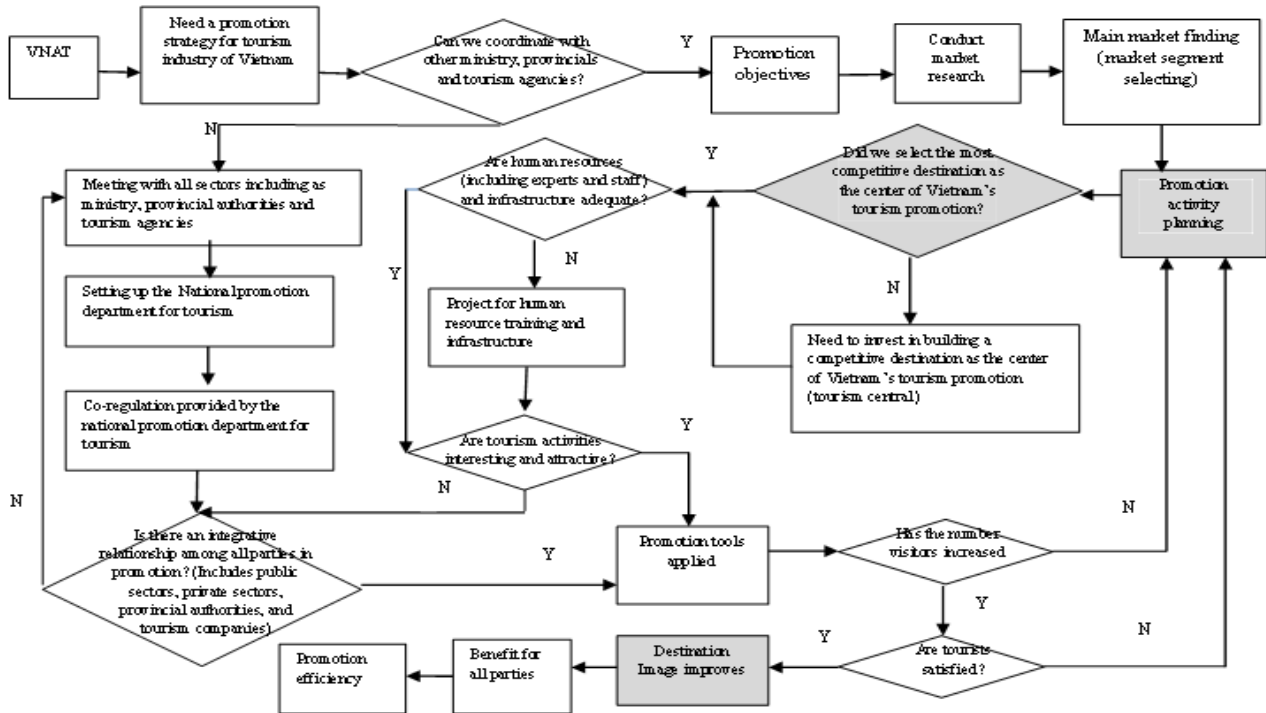 VNAT
Need a promotion
strategy for tourism
industry of Vietnam
Can we coordinate with
other ministry, provincials
and tourism agencies?
Y
Promotion
objectives
Conduct
market
research
Main market finding
(market segment
selecting)
N
Meeting with all sectors including as
ministry, provincial authorities and
tourism agencies
Are human resources
(including experts and staff)
and infrastructure adequate?
Y
Did we select the most
competitive destination as
the center of Vietnam`s
tourism promotion?
Promotion
activity
planning
Y
N
N
Setting up the National promotion
department for tourism
Project for human
resource training and
infrastructure
Need to invest in building a
competitive destination as the center
of Vietnam`s tourism promotion
(tourism central)
Co-regulation provided by the
national promotion department for
tourism
Are tourism activities
interesting and attractive?
Y
N
N
Is there an integrative
relationship among all parties in
promotion? (Includes public
sectors, private sectors,
provincial authorities, and
tourism companies)
Y
Promotion tools
applied
Has the number
visitors increased
N
Y
Are tourists
satisfied?
N
Y
Destination
Image improves
Benefit for
all parties
Promotion
efficiency